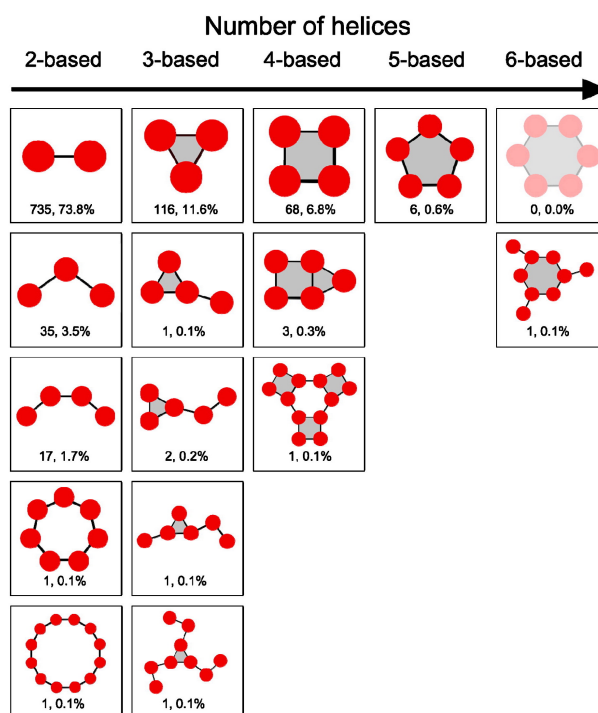 Number of helices
2-based 3-based 4-based 5-based 6-based
735, 73.8% 116, 11.6% 68, 6.8% 6, 0.6% 0, 0.0%
35, 3.5% 1, 0.1% 3, 0.3% 1, 0.1%
17, 1.7% 2, 0.2% 1, 0.1%
1, 0.1% 1, 0.1%
1, 0.1% 1, 0.1%